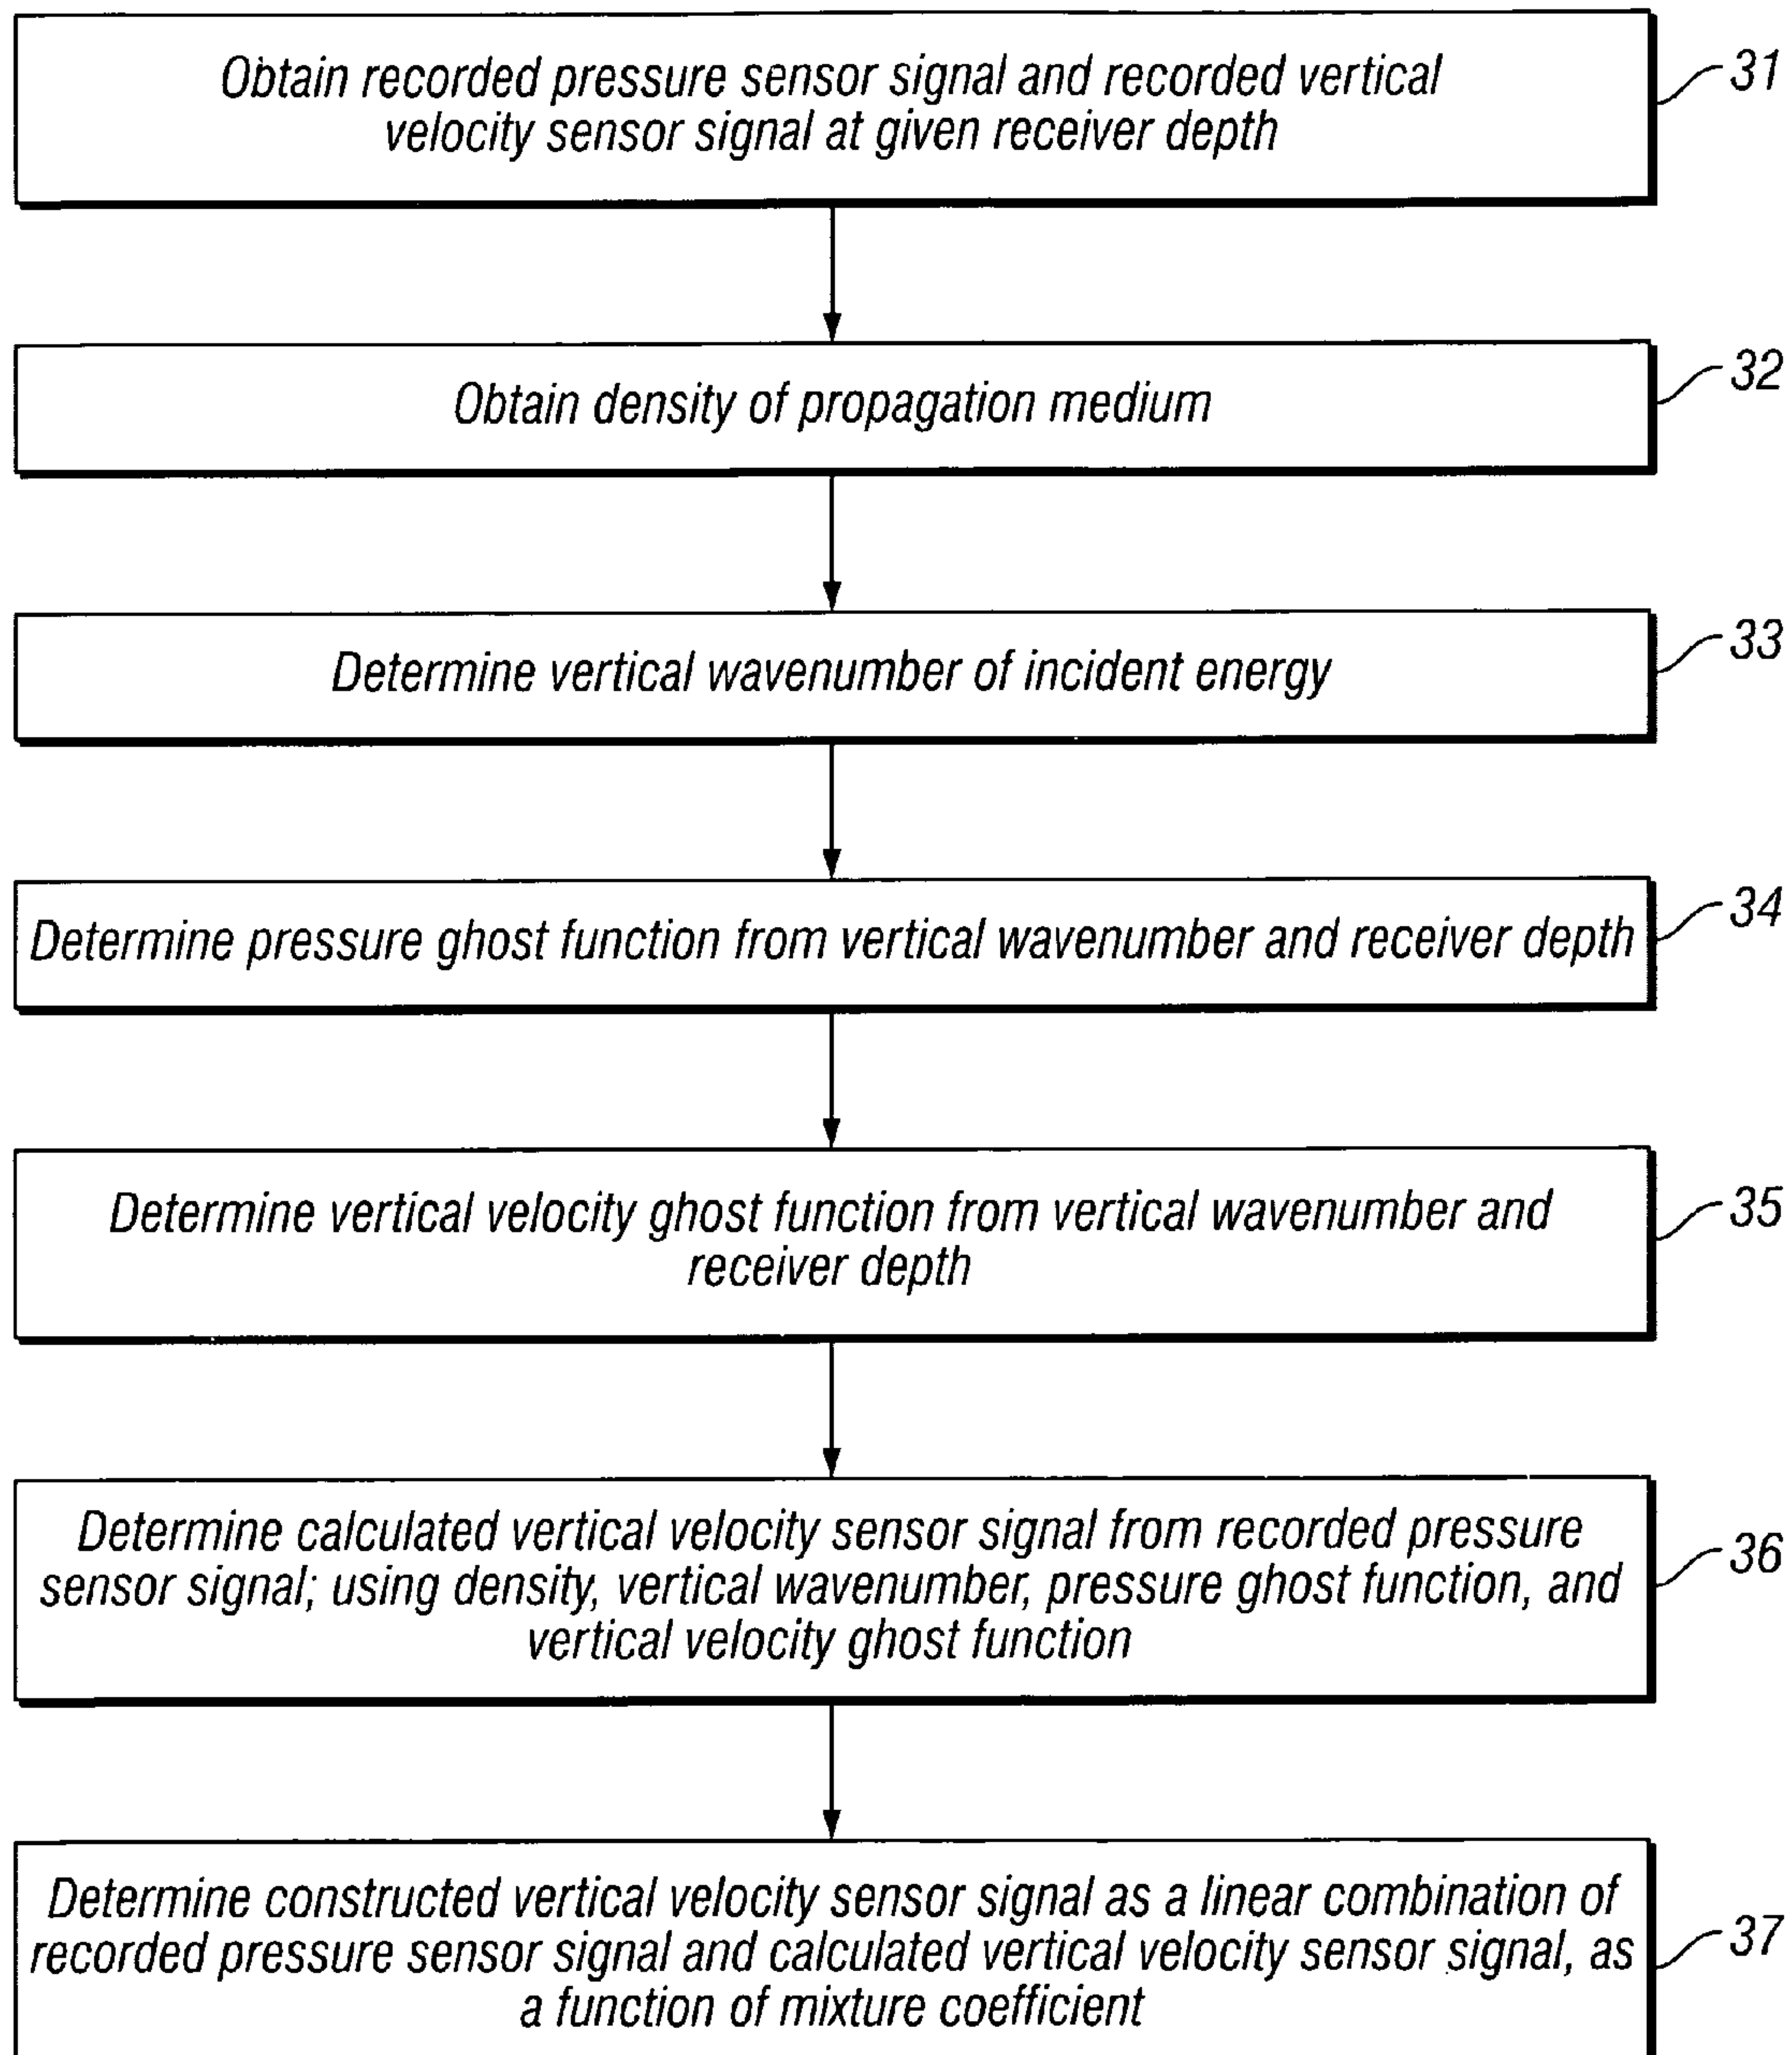 Obtain recorded pressure sensor signal and recorded vertical
velocity sensor signal at given receiver depth
31
Obtain density of propagation medium
32
Determine vertical wavenumber of incident energy
33
Determine pressure ghost function from vertical wavenumber and receiver depth
34
Determine vertical velocity ghost function from vertical wavenumber and
receiver depth
35
Determine calculated vertical velocity sensor signal from recorded pressure
sensor signal; using density, vertical wavenumber, pressure ghost function, and
vertical velocity ghost function
36
Determine constructed vertical velocity sensor signal as a linear combination of
recorded pressure sensor signal and calculated vertical velocity sensor signal, as
a function of mixture coefficient
37